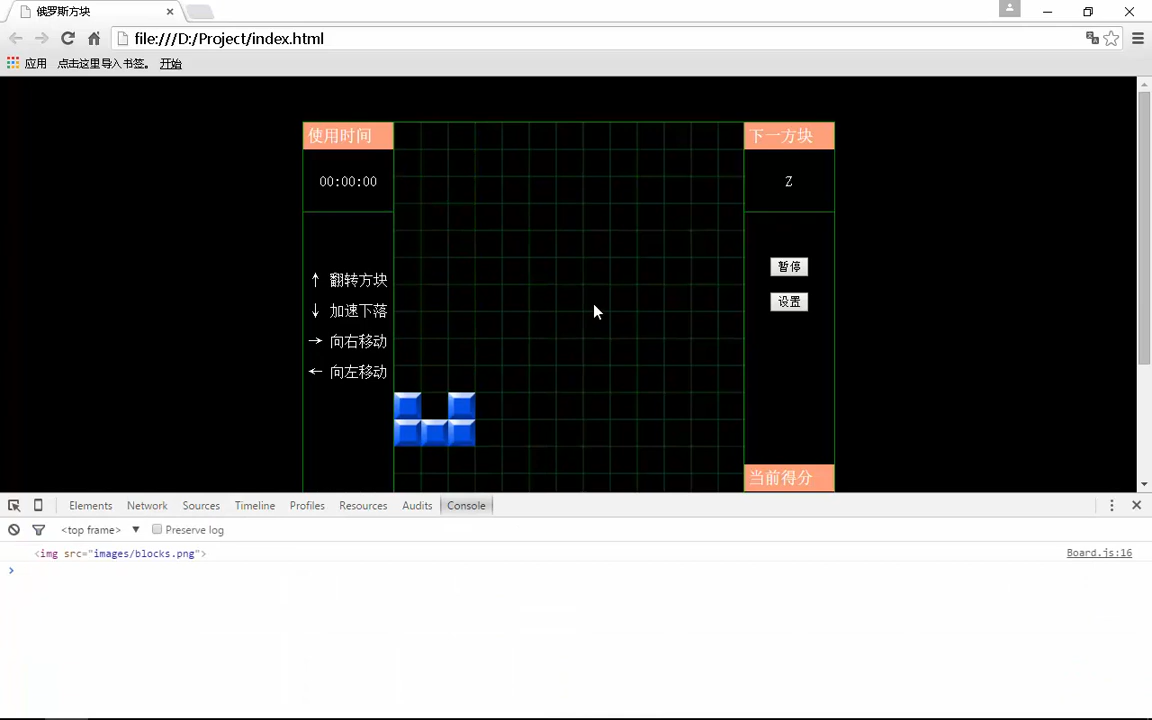 俄罗斯方块
file:///D:/Project/index.html
应用 点击这里导入书签。 开始
使用时间
00:00:00
↑ 翻转方块
↓ 加速下落
→ 向右移动
← 向左移动
下一方块
Z
暂停
设置
当前得分
Elements Network Sources Timeline Profiles Resources Audits Console
<top frame> ▼ Preserve log
<img src="images/blocks.png"> Board.js:16